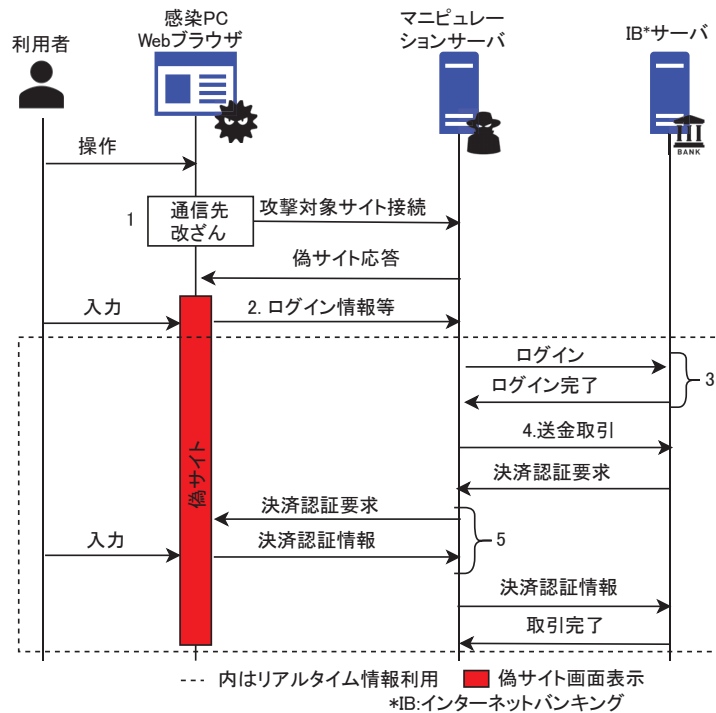 利用者
感染PC
Webブラウザ
マニピュレー
ションサーバ
IB*サーバ
BANK
操作
1
通信先
改ざん
攻撃対象サイト接続
偽サイト応答
入力
2. ログイン情報等
ログイン
ログイン完了
3
4.送金取引
決済認証要求
偽サイト
決済認証要求
入力
決済認証情報
5
決済認証情報
取引完了
--- 内はリアルタイム情報利用
偽サイト画面表示
*IB:インターネットバンキング